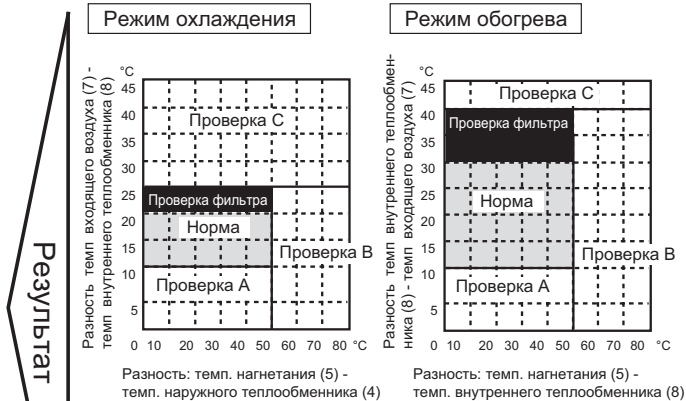 Режим охлаждения
Режим обогрева
Результат
Разность темп входящего воздуха (7) -
темп внутреннего теплообменника (8)
°C
45
40
35
30
25
20
15
10
5
Проверка C
Проверка фильтра
Норма
Проверка B
Проверка A
0 10 20 30 40 50 60 70 80 °C
Разность: темп. нагнетания (5) -
темп. наружного теплообменника (4)
Разность темп внутреннего теплообмен-
ника (8) - темп входящего воздуха (7)
°C
45
40
35
30
25
20
15
10
5
Проверка C
Проверка фильтра
Норма
Проверка B
Проверка A
0 10 20 30 40 50 60 70 80 °C
Разность: темп. нагнетания (5) -
темп. внутреннего теплообменника (8)